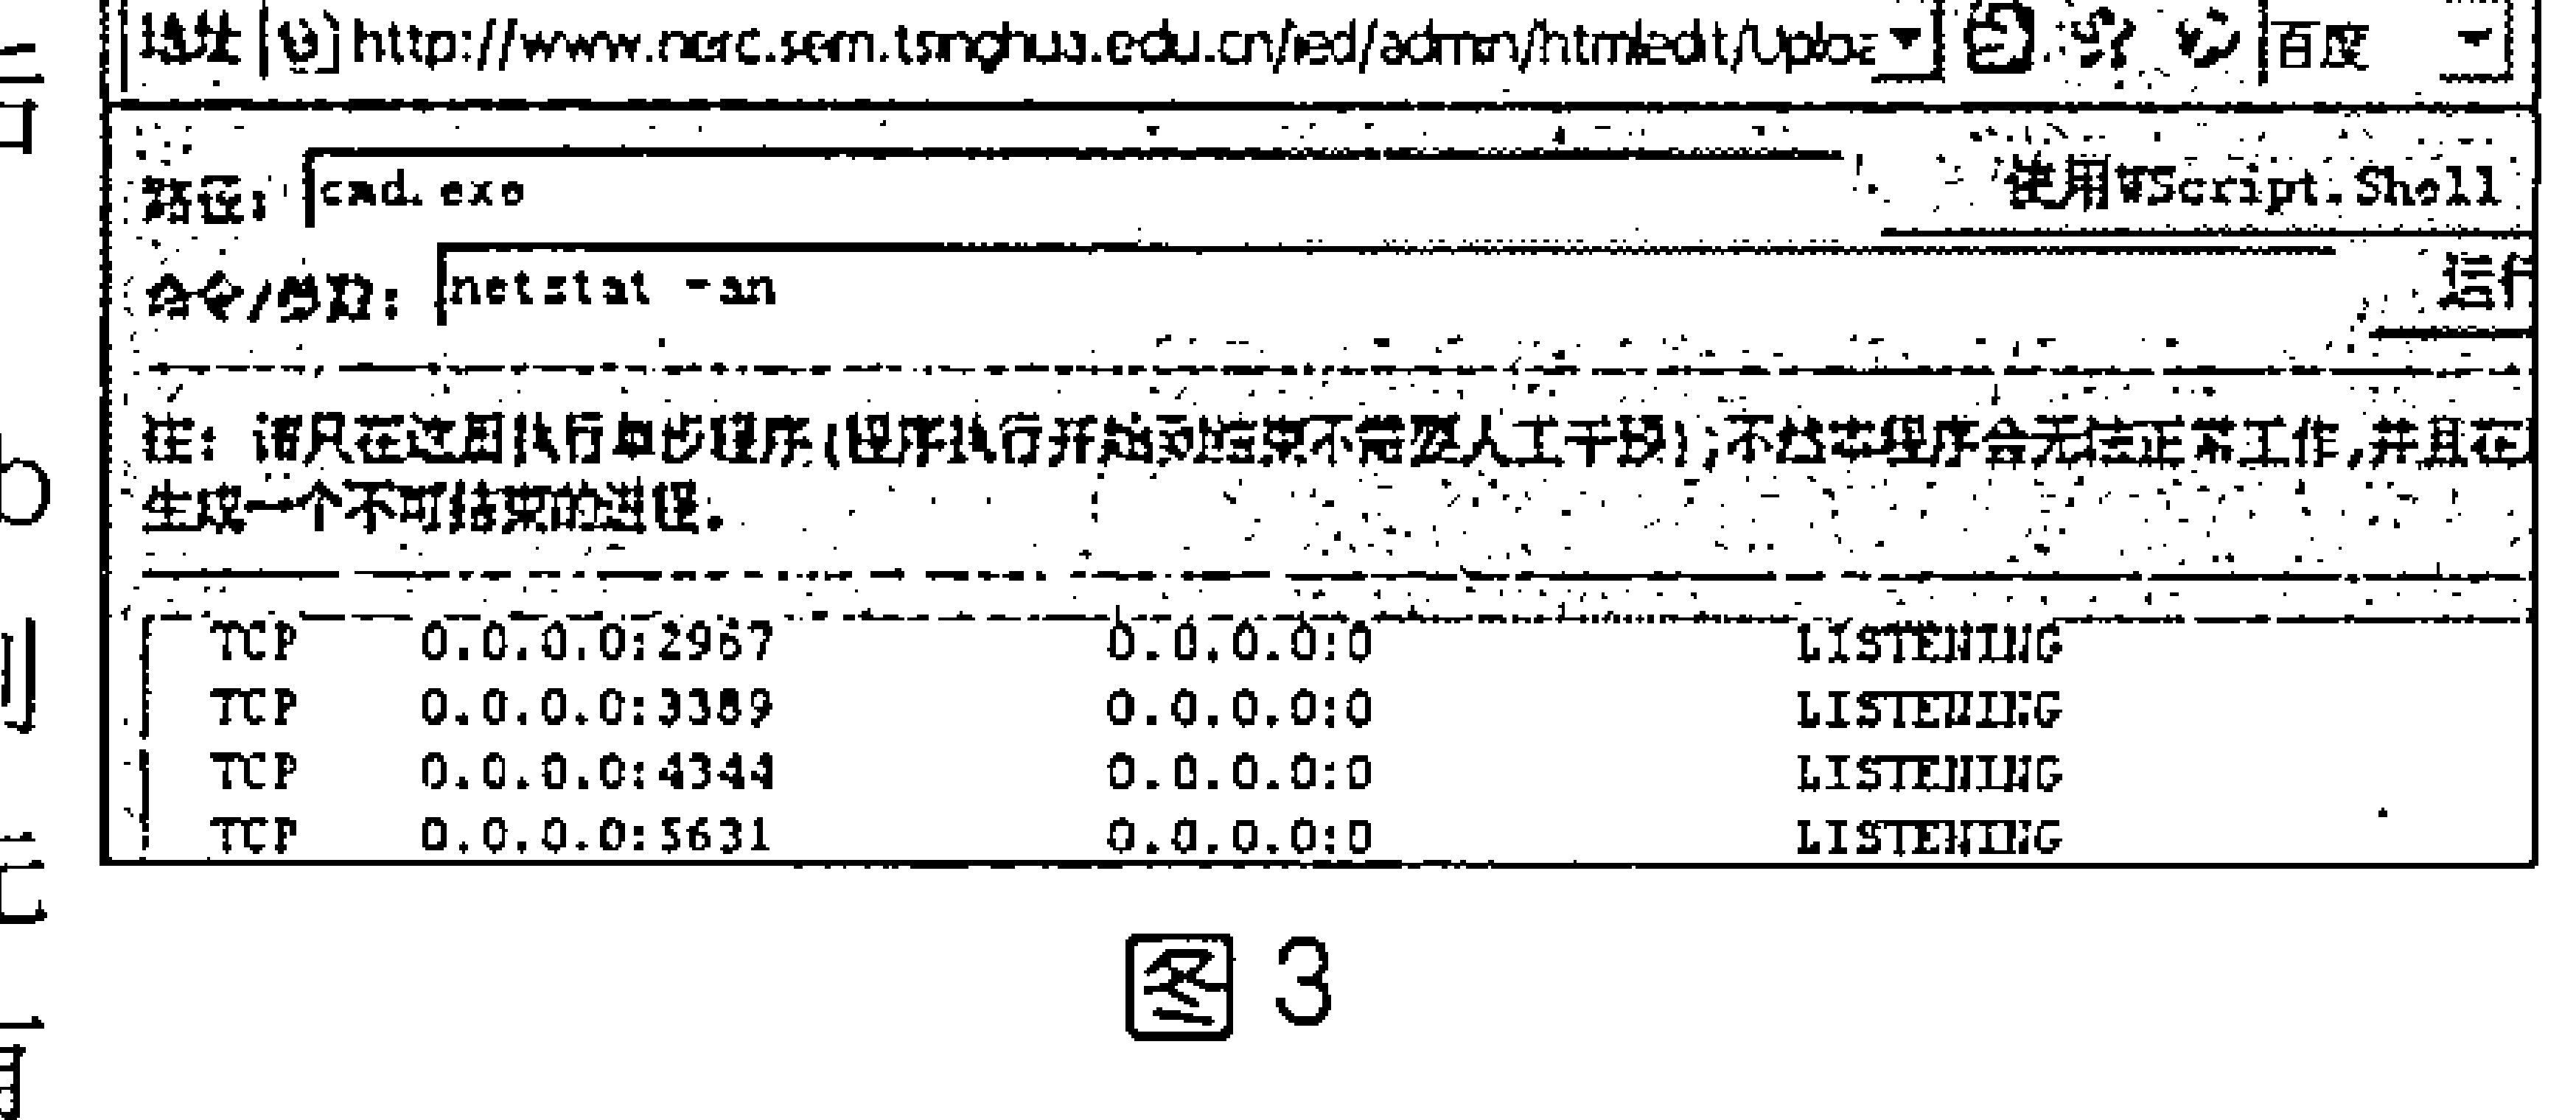 地址 http://www.ncrc.sem.tsinghua.edu.cn/ied/admin/htmledit/Uploa 百度
路径: cmd.exe 使用WScript.Shell
命令/参数: netstat -an 运行
注: 请只在这里执行单步程序(程序执行开始到结束不需要人工干预);不然本程序会无法正常工作,并且在
生成一个不可结束的进程.
TCP 0.0.0.0:2967 0.0.0.0:0 LISTENING
TCP 0.0.0.0:3389 0.0.0.0:0 LISTENING
TCP 0.0.0.0:4344 0.0.0.0:0 LISTENING
TCP 0.0.0.0:5631 0.0.0.0:0 LISTENING
图 3